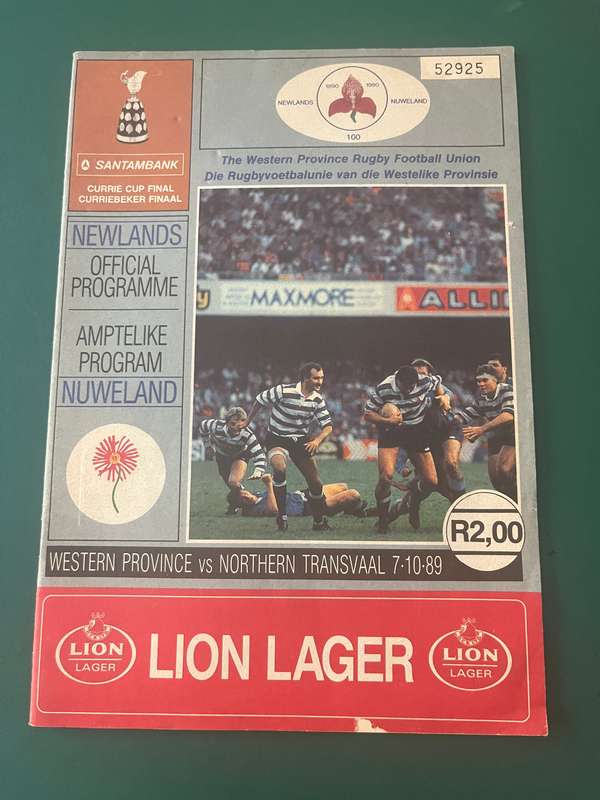 52925
1890 1990
NEWLANDS NUWELAND
100
SANTAMBANK
CURRIE CUP FINAL
CURRIEBEKER FINAAL
The Western Province Rugby Football Union
Die Rugbyvoetbalunie van die Westelike Provinsie
NEWLANDS
OFFICIAL
PROGRAMME
AMPTELIKE
PROGRAM
NUWELAND
MAXMORE
ALLI
R2,00
WESTERN PROVINCE vs NORTHERN TRANSVAAL 7·10·89
LION
LAGER
LION LAGER
LION
LAGER